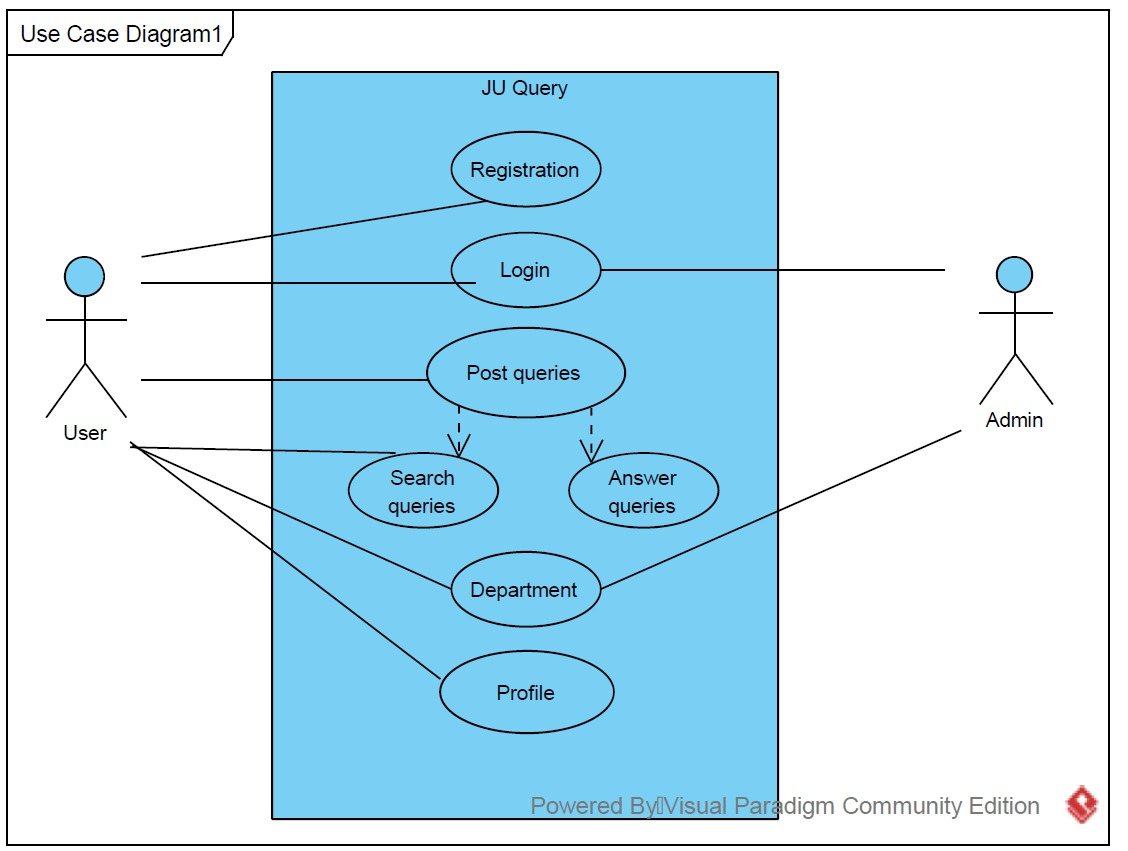 Use Case Diagram1
JU Query
Registration
Login
Post queries
User
Admin
Search
queries
Answer
queries
Department
Profile
Powered By Visual Paradigm Community Edition